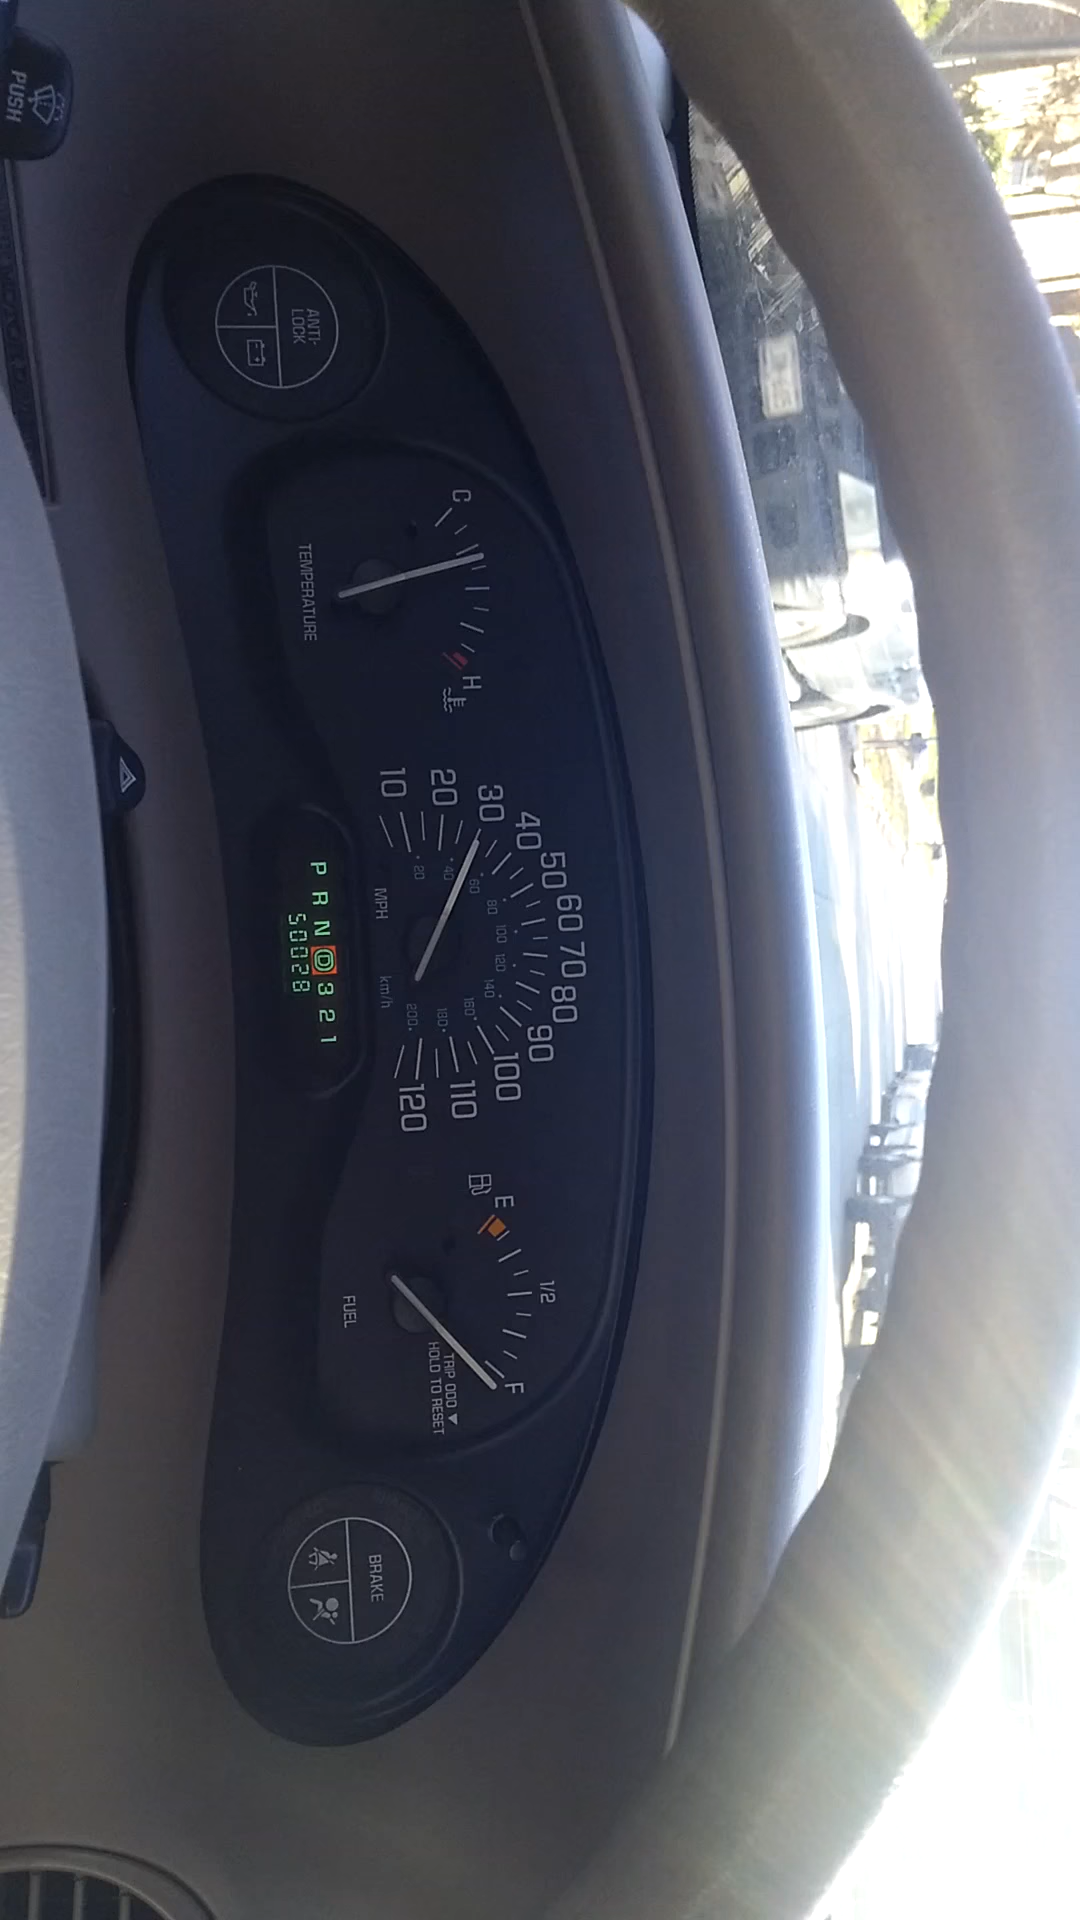 PUSH
ANTI-
LOCK
C
H
TEMPERATURE
10
20
30
40
50
60
70
80
90
100
110
120
20
40
60
80
100
120
140
160
180
200
MPH
km/h
P R N D 3 2 1
50028
E
1/2
F
FUEL
TRIP ODO ▼
HOLD TO RESET
BRAKE